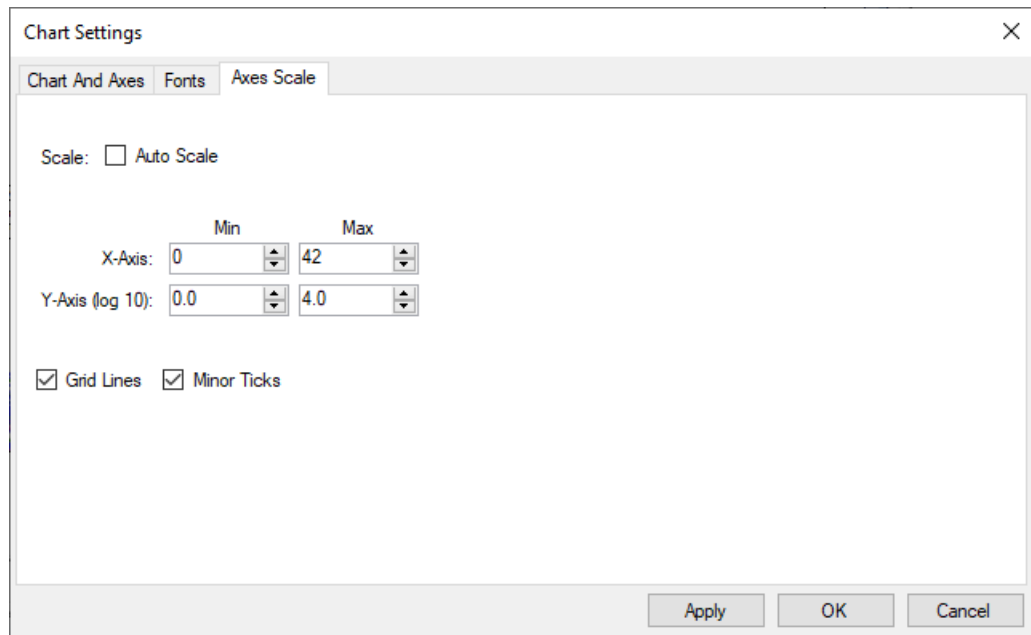 Chart Settings
Chart And Axes Fonts Axes Scale
Scale: Auto Scale
Min Max
X-Axis: 0 42
Y-Axis (log 10): 0.0 4.0
Grid Lines Minor Ticks
Apply OK Cancel